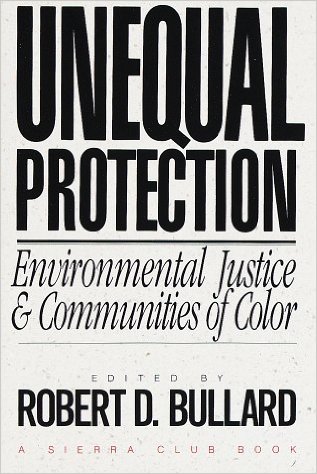 UNEQUAL
PROTECTION
Environmental Justice
& Communities of Color
EDITED BY
ROBERT D. BULLARD
A SIERRA CLUB BOOK